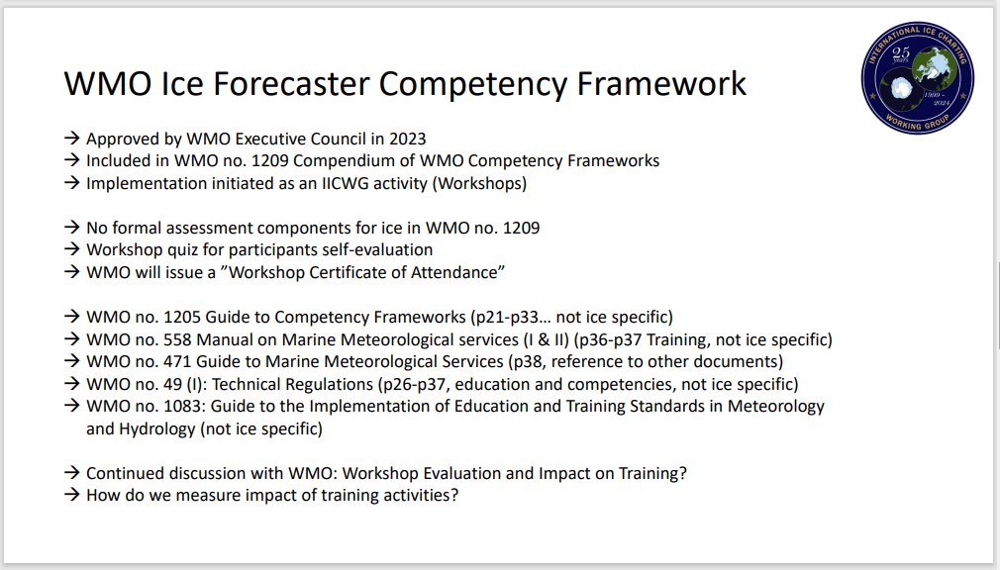 INTERNATIONAL ICE CHARTING
25
years
1999 -
2024
WORKING GROUP
WMO Ice Forecaster Competency Framework
→ Approved by WMO Executive Council in 2023
→ Included in WMO no. 1209 Compendium of WMO Competency Frameworks
→ Implementation initiated as an IICWG activity (Workshops)
→ No formal assessment components for ice in WMO no. 1209
→ Workshop quiz for participants self-evaluation
→ WMO will issue a ”Workshop Certificate of Attendance”
→ WMO no. 1205 Guide to Competency Frameworks (p21-p33… not ice specific)
→ WMO no. 558 Manual on Marine Meteorological services (I & II) (p36-p37 Training, not ice specific)
→ WMO no. 471 Guide to Marine Meteorological Services (p38, reference to other documents)
→ WMO no. 49 (I): Technical Regulations (p26-p37, education and competencies, not ice specific)
→ WMO no. 1083: Guide to the Implementation of Education and Training Standards in Meteorology
and Hydrology (not ice specific)
→ Continued discussion with WMO: Workshop Evaluation and Impact on Training?
→ How do we measure impact of training activities?